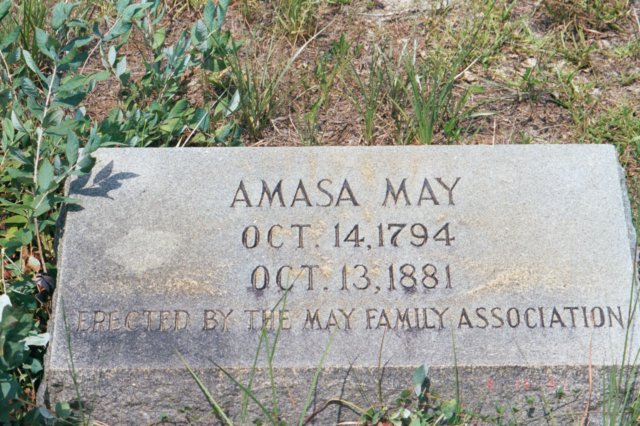 AMASA MAY
OCT. 14, 1794
OCT. 13, 1881
ERECTED BY THE MAY FAMILY ASSOCIATION